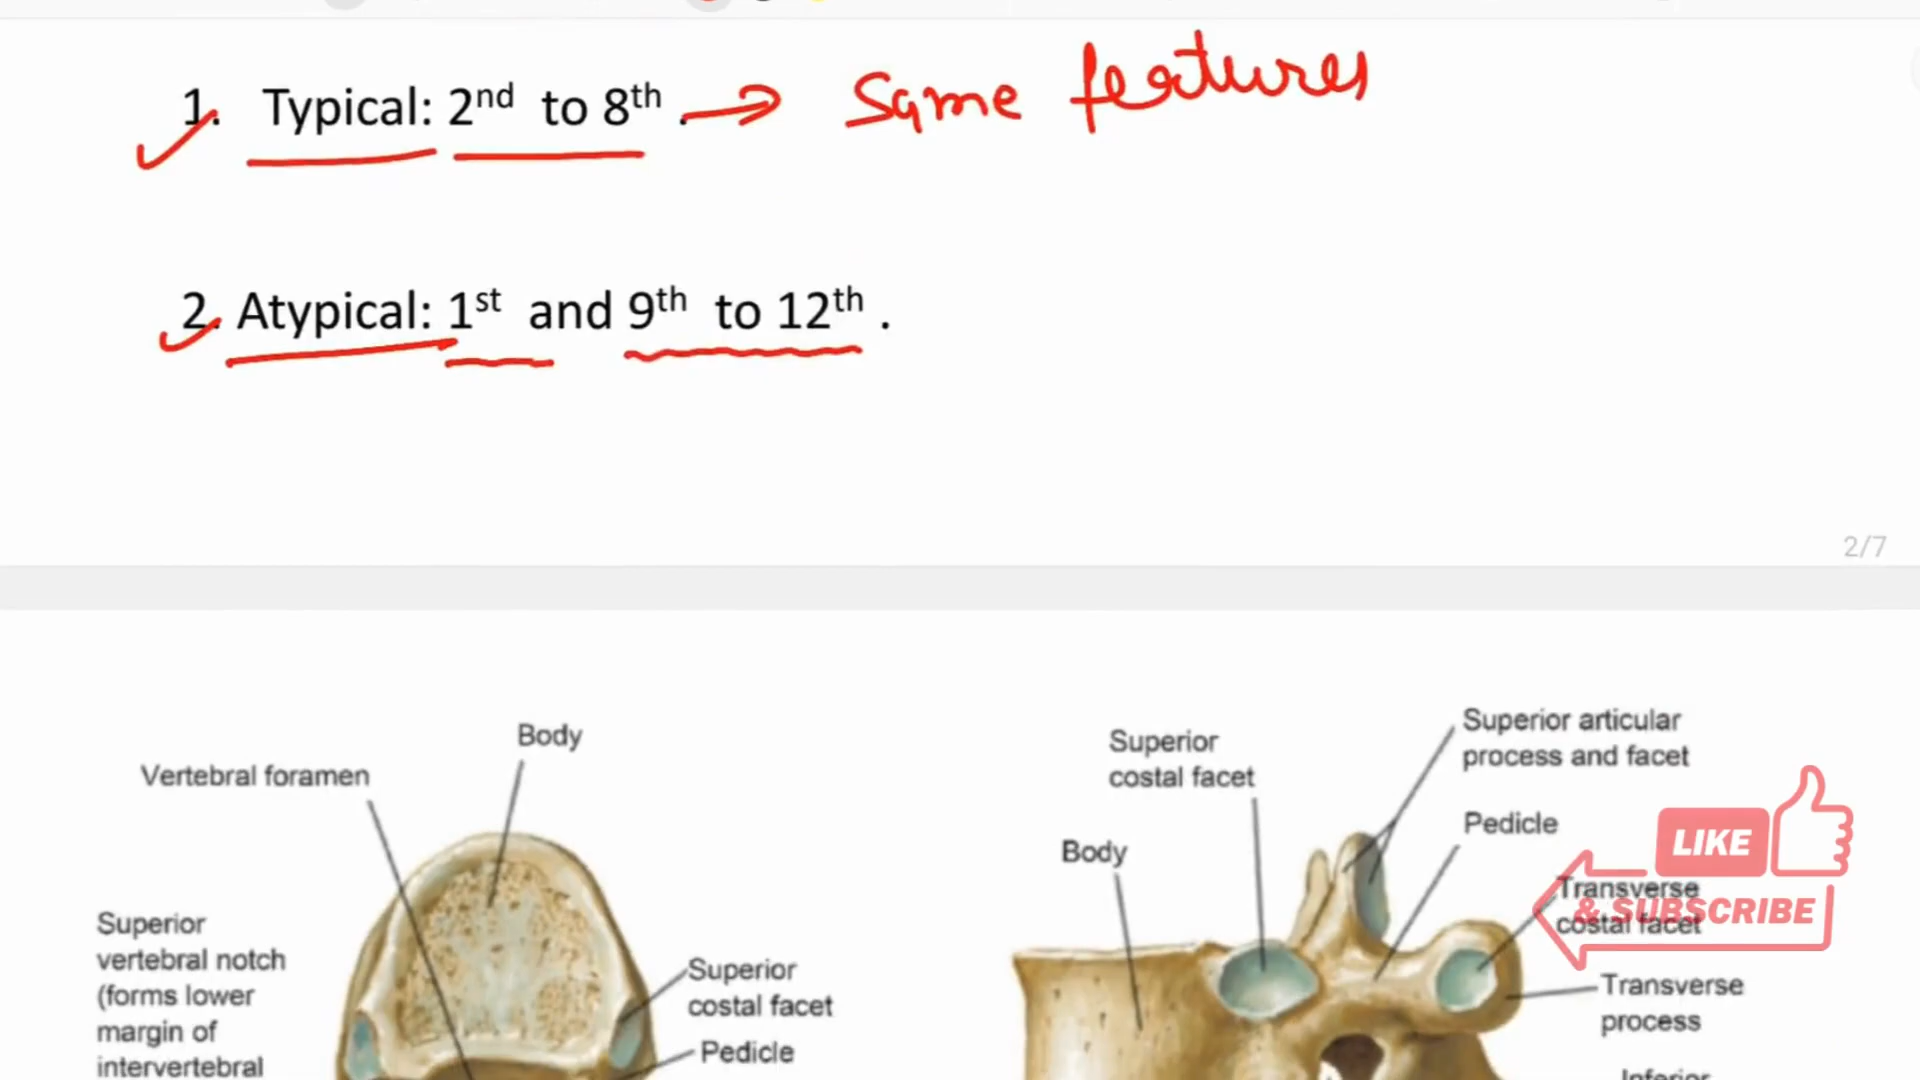 1. Typical: 2nd to 8th . → Same features
2. Atypical: 1st and 9th to 12th .
2/7
Body
Vertebral foramen
Superior
vertebral notch
(forms lower
margin of
intervertebral
Superior
costal facet
Pedicle
Superior
costal facet
Body
Superior articular
process and facet
Pedicle
Transverse
costal facet
Transverse
process
Inferior
LIKE
& SUBSCRIBE